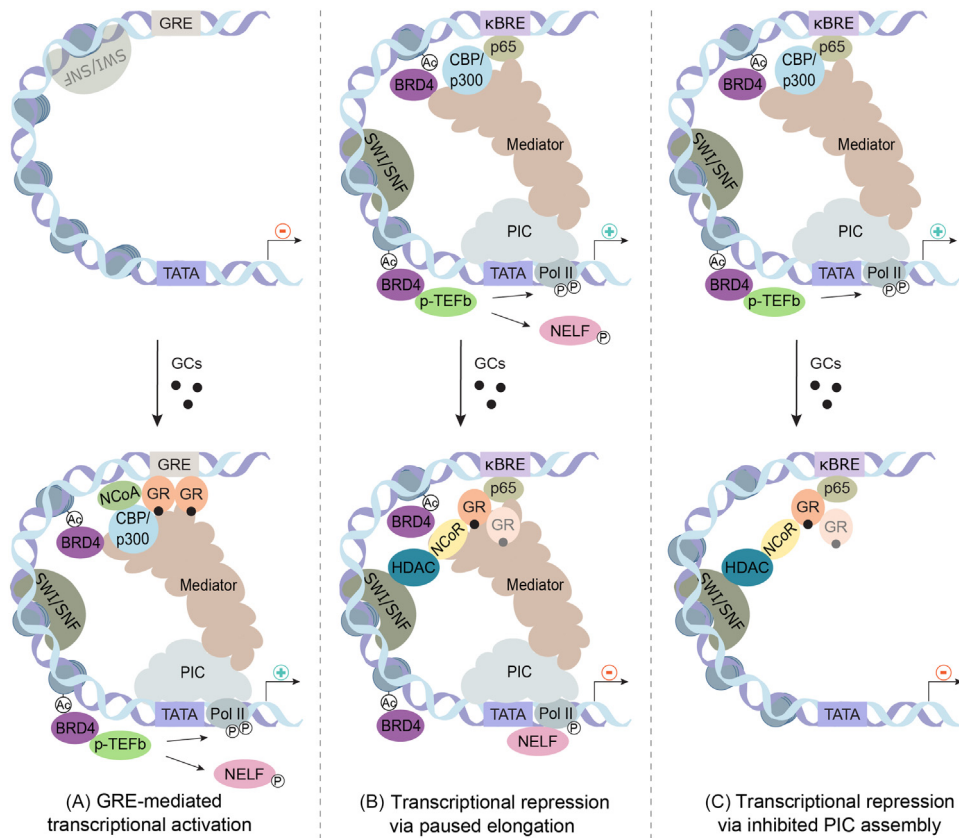 GRE
SWI/SNF
TATA
-
GCs
GRE
NCoA
GR
GR
CBP/
p300
Ac
BRD4
SWI/SNF
Mediator
PIC
+
Ac
TATA
Pol II
BRD4
P P
p-TEFb
NELF
P
(A) GRE-mediated
transcriptional activation
κBRE
p65
Ac
CBP/
p300
BRD4
SWI/SNF
Mediator
PIC
+
Ac
TATA
Pol II
BRD4
P P
p-TEFb
NELF
P
GCs
κBRE
p65
Ac
GR
BRD4
GR
NCoR
HDAC
SWI/SNF
Mediator
PIC
-
Ac
TATA
Pol II
BRD4
P
NELF
(B) Transcriptional repression
via paused elongation
κBRE
p65
Ac
CBP/
p300
BRD4
SWI/SNF
Mediator
PIC
+
Ac
TATA
Pol II
BRD4
P P
p-TEFb
GCs
κBRE
p65
GR
GR
NCoR
HDAC
SWI/SNF
-
TATA
(C) Transcriptional repression
via inhibited PIC assembly